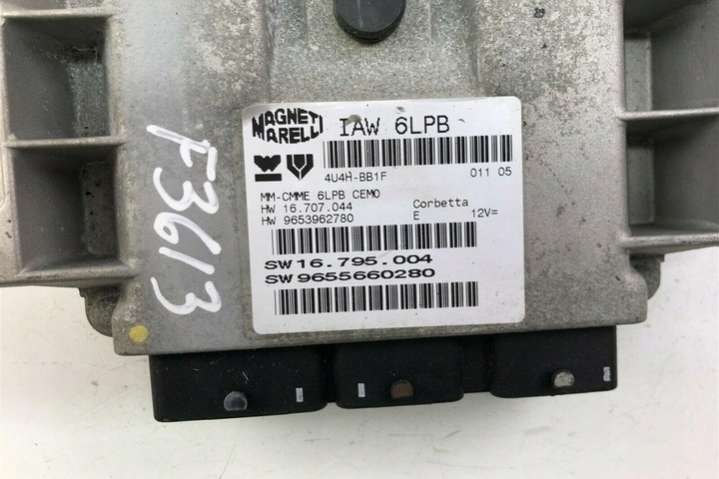 MAGNETI MARELLI IAW 6LPB
4U4H-BB1F 011 05
MM-CMME 6LPB CEMO
HW 16.707.044 Corbetta
HW 9653962780 E 12V=
SW 16.795.004
SW 9655660280
F3613